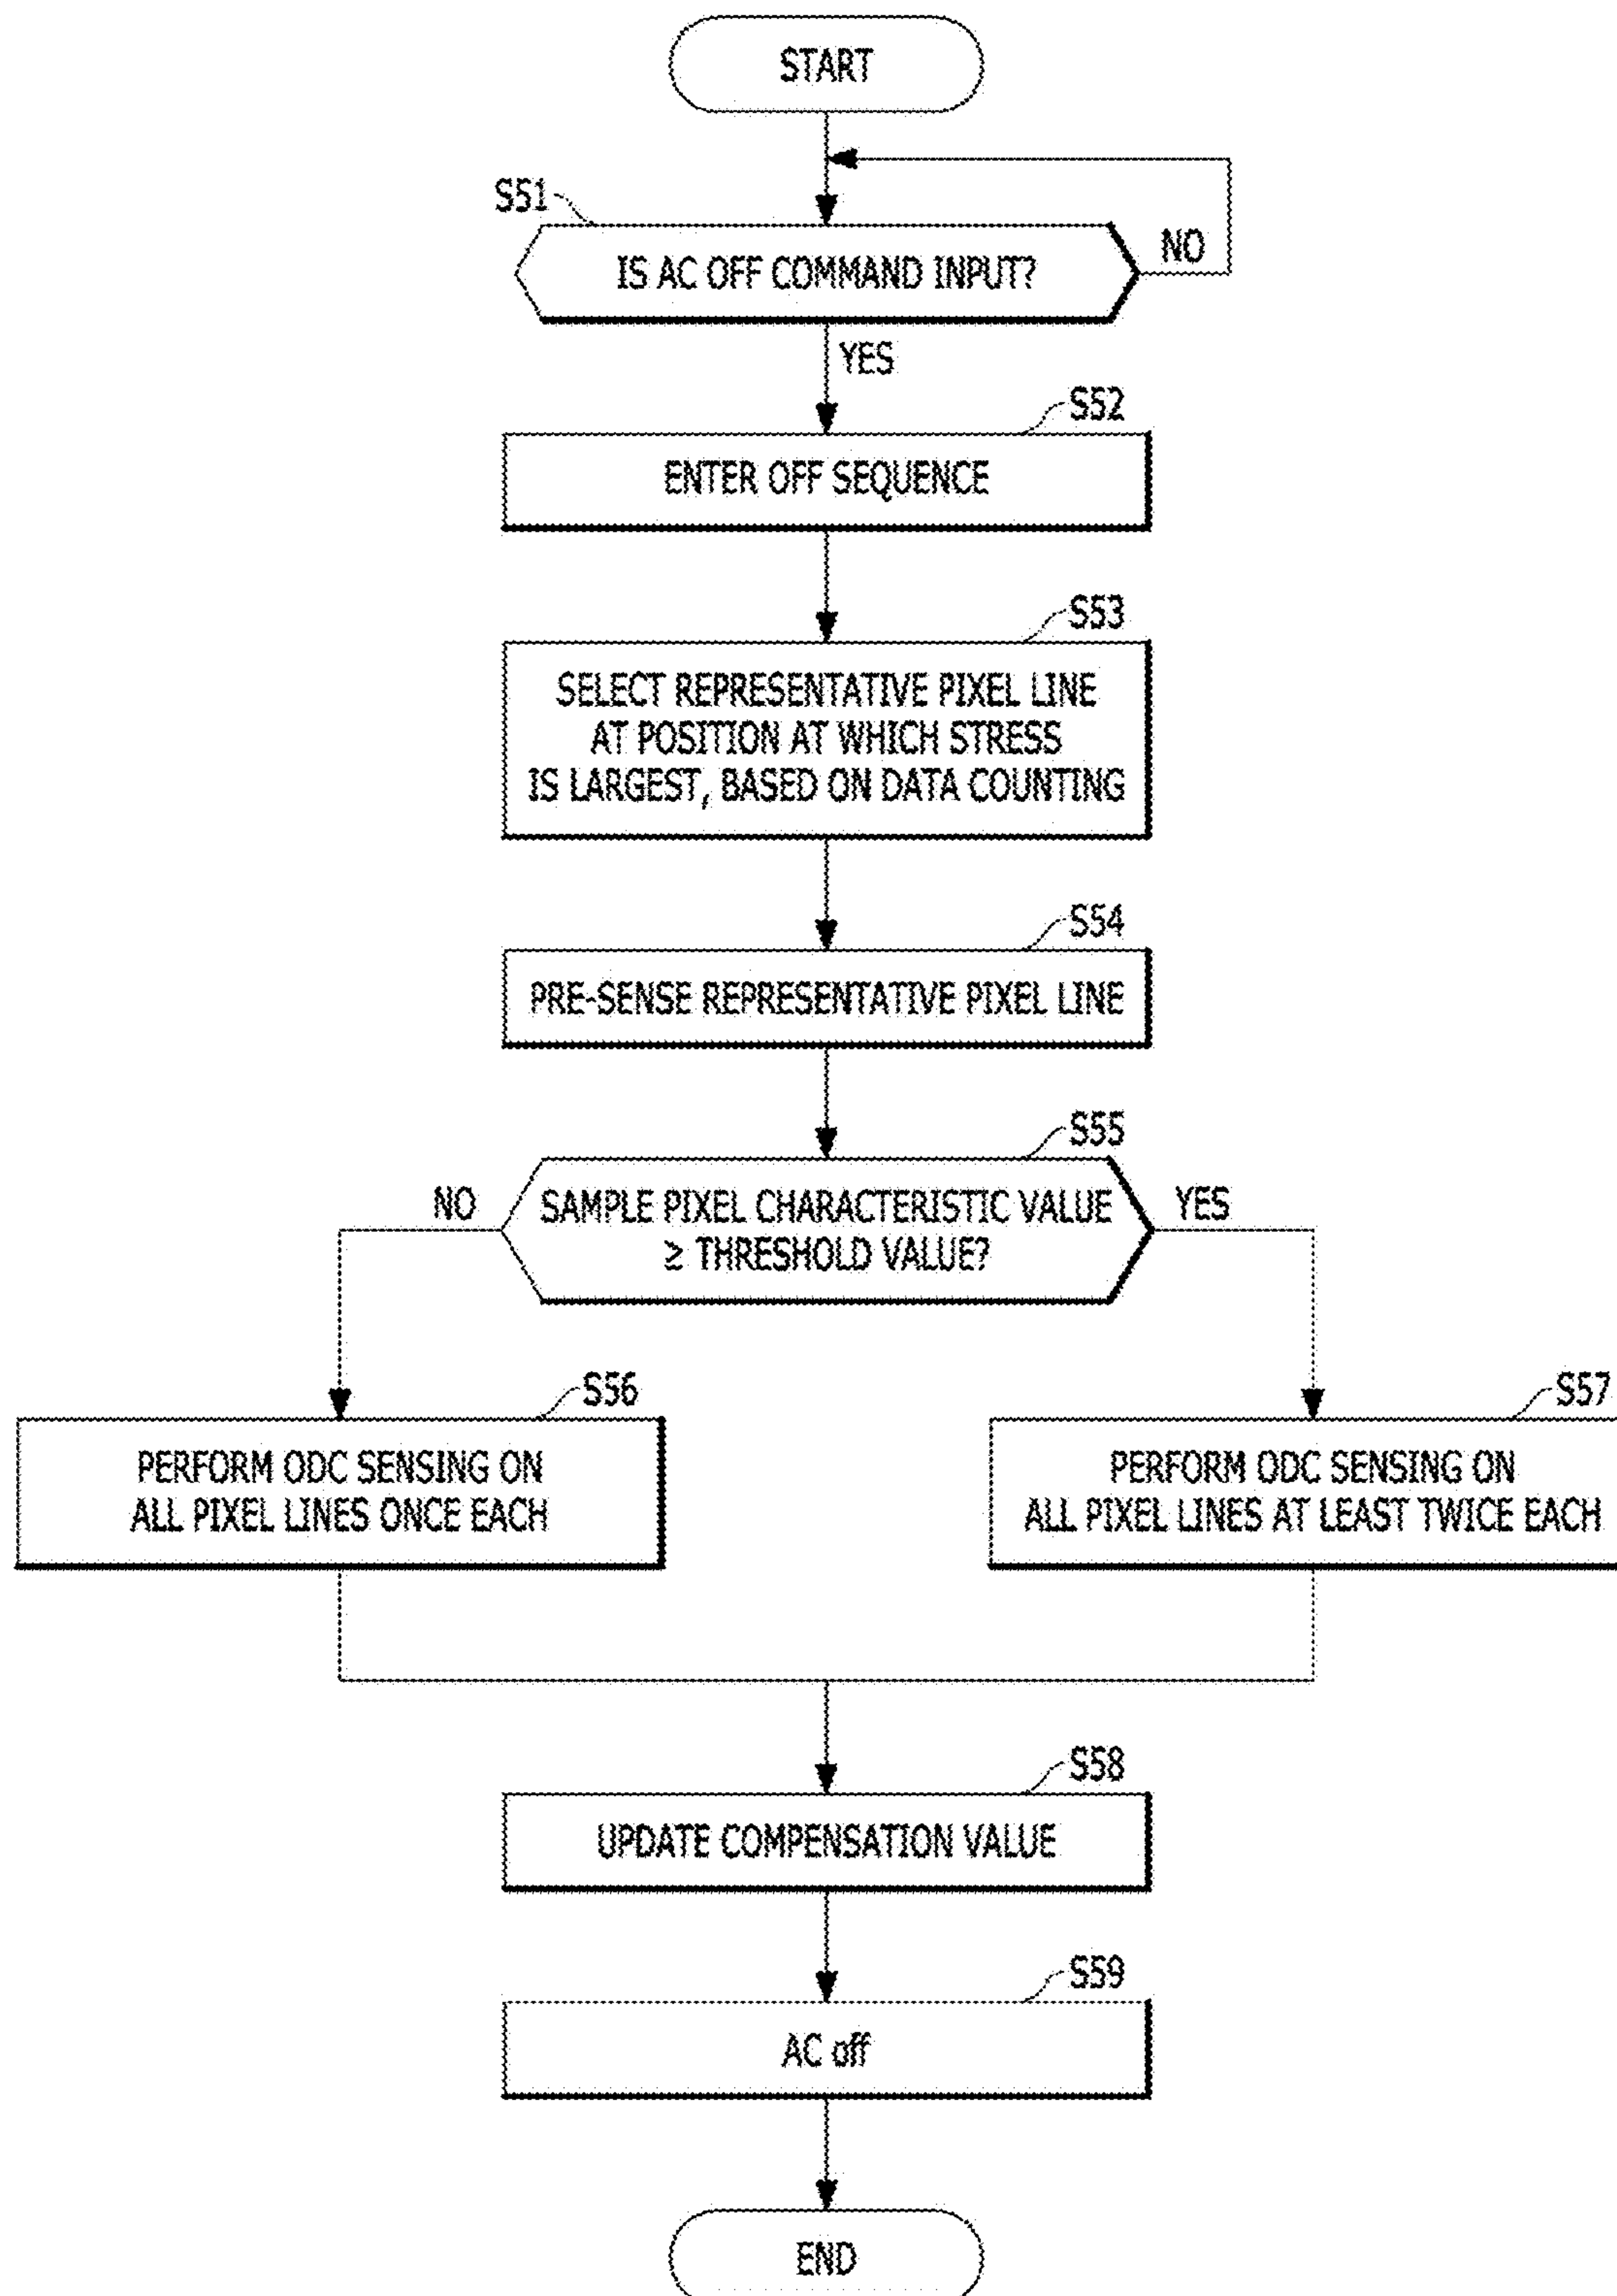 START
S51
IS AC OFF COMMAND INPUT?
NO
YES
S52
ENTER OFF SEQUENCE
S53
SELECT REPRESENTATIVE PIXEL LINE
AT POSITION AT WHICH STRESS
IS LARGEST, BASED ON DATA COUNTING
S54
PRE-SENSE REPRESENTATIVE PIXEL LINE
S55
SAMPLE PIXEL CHARACTERISTIC VALUE
≥ THRESHOLD VALUE?
NO
YES
S56
PERFORM ODC SENSING ON
ALL PIXEL LINES ONCE EACH
S57
PERFORM ODC SENSING ON
ALL PIXEL LINES AT LEAST TWICE EACH
S58
UPDATE COMPENSATION VALUE
S59
AC off
END